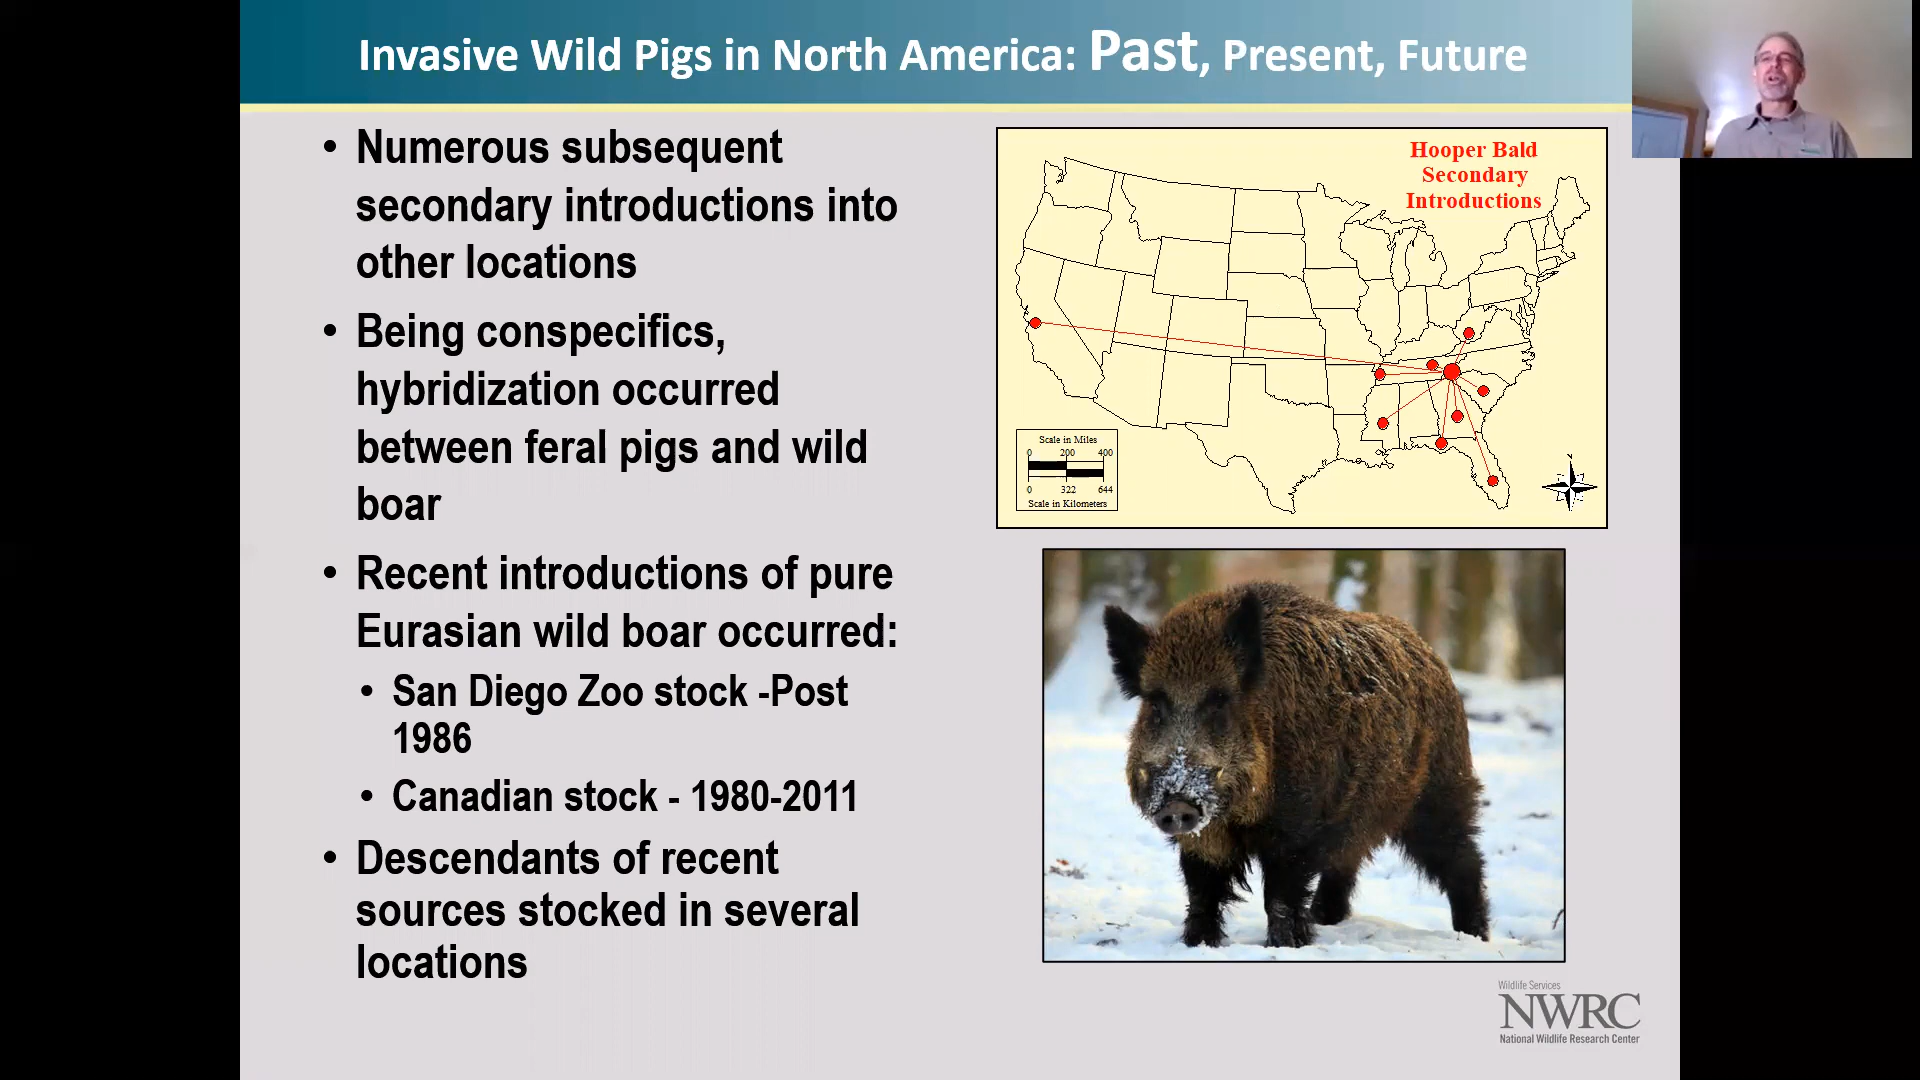 Invasive Wild Pigs in North America: Past, Present, Future
• Numerous subsequent
secondary introductions into
other locations
• Being conspecifics,
hybridization occurred
between feral pigs and wild
boar
• Recent introductions of pure
Eurasian wild boar occurred:
• San Diego Zoo stock -Post
1986
• Canadian stock - 1980-2011
• Descendants of recent
sources stocked in several
locations
Hooper Bald
Secondary
Introductions
Scale in Miles
0 200 400
0 322 644
Scale in Kilometers
N
Wildlife Services
NWRC
National Wildlife Research Center